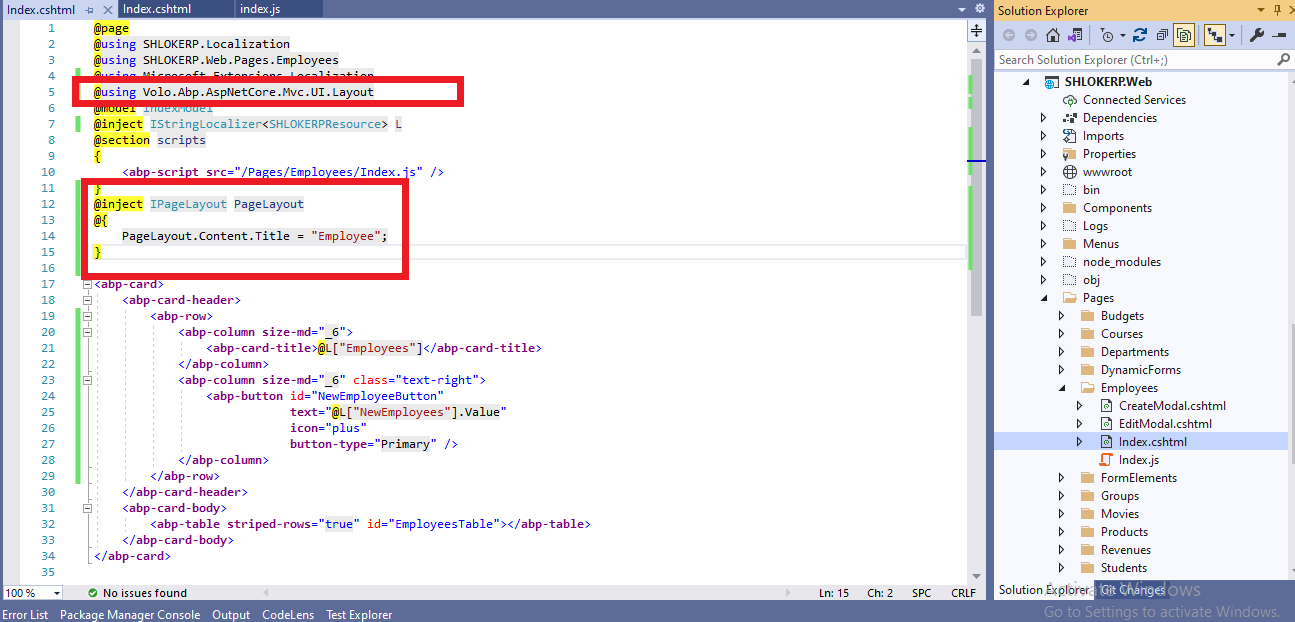 Index.cshtml
Index.cshtml
index.js
1 @page
2 @using SHLOKERP.Localization
3 @using SHLOKERP.Web.Pages.Employees
4 @using Microsoft.Extensions.Localization
5 @using Volo.Abp.AspNetCore.Mvc.UI.Layout
6 @model IndexModel
7 @inject IStringLocalizer<SHLOKERPResource> L
8 @section scripts
9 {
10 <abp-script src="/Pages/Employees/Index.js" />
11 }
12 @inject IPageLayout PageLayout
13 @{
14 PageLayout.Content.Title = "Employee";
15 }
16
17 <abp-card>
18 <abp-card-header>
19 <abp-row>
20 <abp-column size-md="_6">
21 <abp-card-title>@L["Employees"]</abp-card-title>
22 </abp-column>
23 <abp-column size-md="_6" class="text-right">
24 <abp-button id="NewEmployeeButton"
25 text="@L["NewEmployees"].Value"
26 icon="plus"
27 button-type="Primary" />
28 </abp-column>
29 </abp-row>
30 </abp-card-header>
31 <abp-card-body>
32 <abp-table striped-rows="true" id="EmployeesTable"></abp-table>
33 </abp-card-body>
34 </abp-card>
35
100 %
No issues found
Ln: 15 Ch: 2 SPC CRLF
Error List Package Manager Console Output CodeLens Test Explorer
Solution Explorer
Search Solution Explorer (Ctrl+;)
SHLOKERP.Web
Connected Services
Dependencies
Imports
Properties
wwwroot
bin
Components
Logs
Menus
node_modules
obj
Pages
Budgets
Courses
Departments
DynamicForms
Employees
CreateModal.cshtml
EditModal.cshtml
Index.cshtml
Index.js
FormElements
Groups
Movies
Products
Revenues
Students
Solution Explorer Git Changes
Activate Windows
Go to Settings to activate Windows.